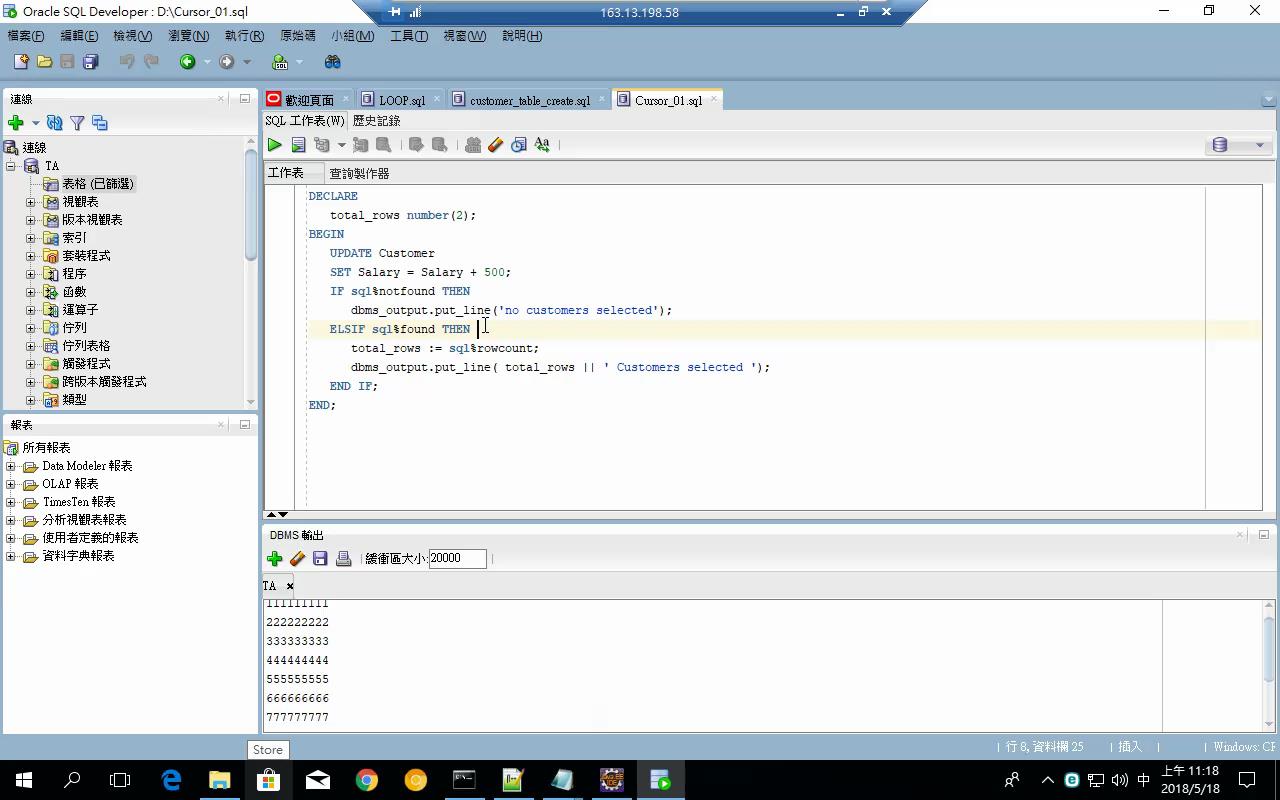 Oracle SQL Developer : D:\Cursor_01.sql
163.13.198.58
檔案(F) 編輯(E) 檢視(V) 瀏覽(N) 執行(R) 原始碼 小組(M) 工具(T) 視窗(W) 說明(H)
連線
連線
TA
表格 (已篩選)
視觀表
版本視觀表
索引
套裝程式
程序
函數
運算子
佇列
佇列表格
觸發程式
跨版本觸發程式
類型
報表
所有報表
Data Modeler 報表
OLAP 報表
TimesTen 報表
分析視觀表報表
使用者定義的報表
資料字典報表
歡迎頁面 LOOP.sql customer_table_create.sql Cursor_01.sql
SQL 工作表(W) 歷史記錄
工作表 查詢製作器
DECLARE
total_rows number(2);
BEGIN
UPDATE Customer
SET Salary = Salary + 500;
IF sql%notfound THEN
dbms_output.put_line('no customers selected');
ELSIF sql%found THEN
total_rows := sql%rowcount;
dbms_output.put_line( total_rows || ' Customers selected ');
END IF;
END;
DBMS 輸出
緩衝區大小: 20000
TA
111111111
222222222
333333333
444444444
555555555
666666666
777777777
行 8, 資料欄 25 插入 Windows: CF
Store
中
上午 11:18
2018/5/18